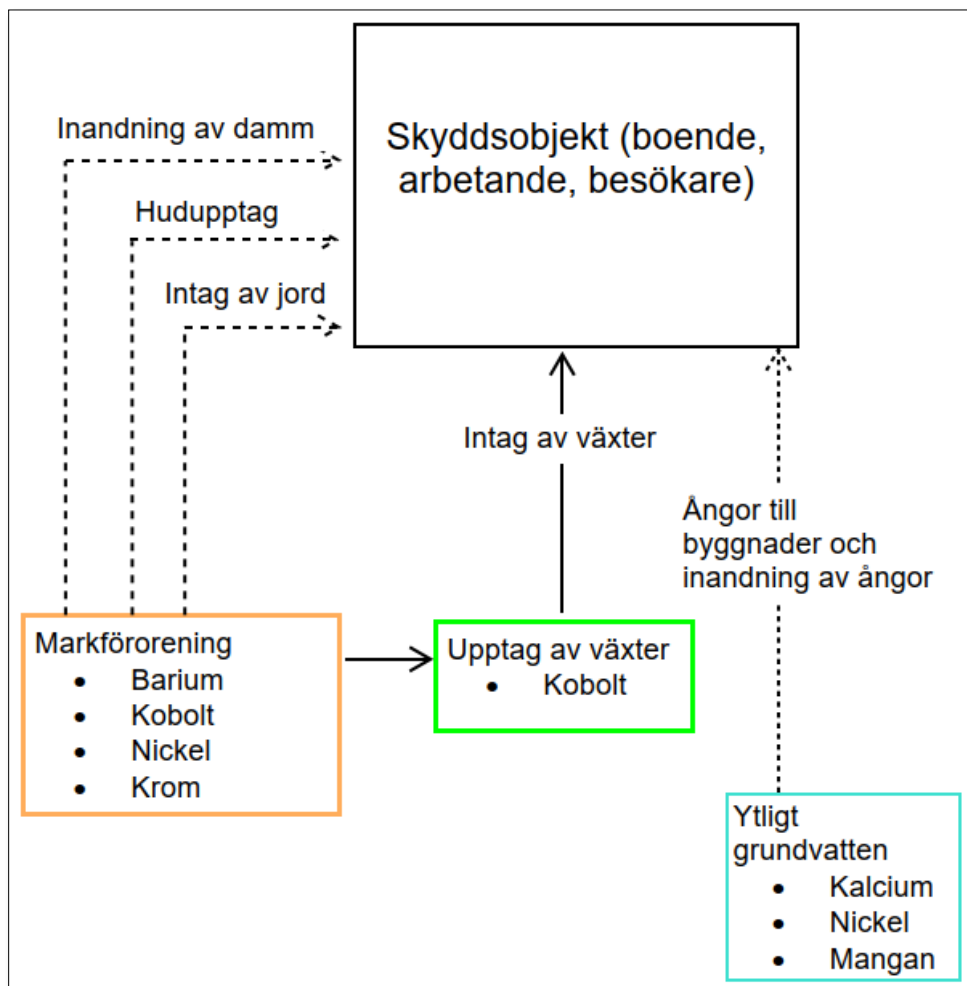 Skyddsobjekt (boende,
arbetande, besökare)
Inandning av damm
Hudupptag
Intag av jord
Intag av växter
Ångor till
byggnader och
inandning av ångor
Markförorening
• Barium
• Kobolt
• Nickel
• Krom
Upptag av växter
• Kobolt
Ytligt
grundvatten
• Kalcium
• Nickel
• Mangan